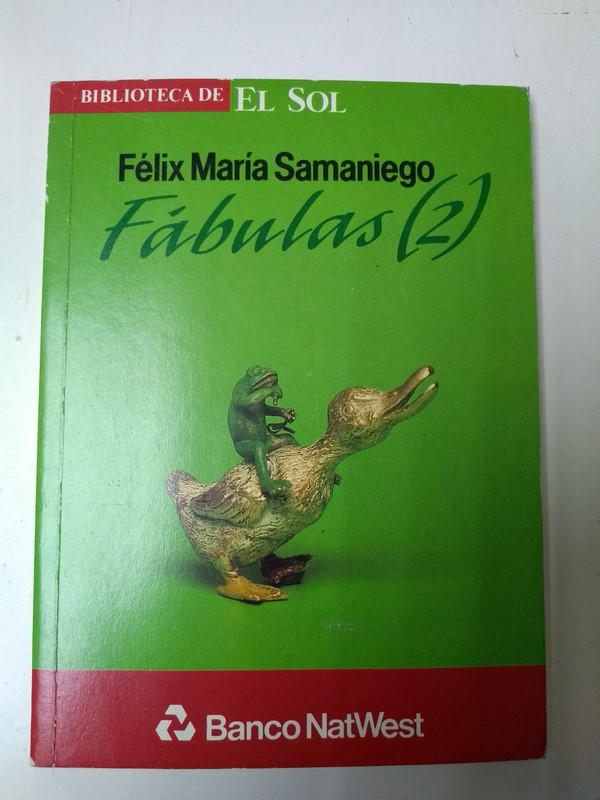 BIBLIOTECA DE EL SOL
Félix María Samaniego
Fábulas (2)
Banco NatWest